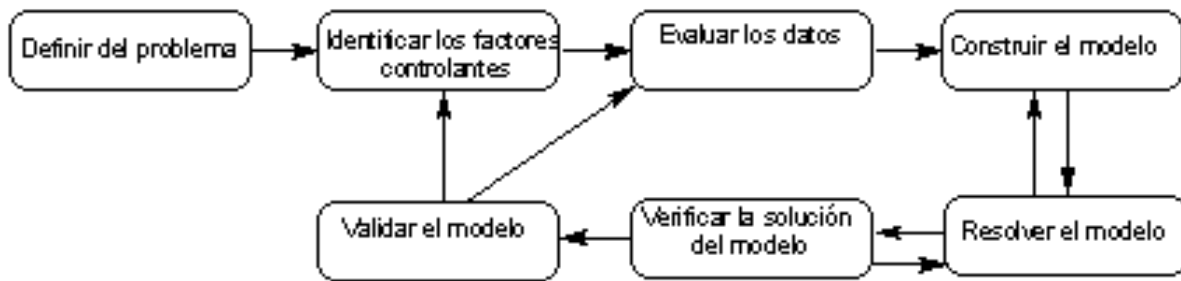 Definir del problema
Identificar los factores
controlantes
Evaluar los datos
Construir el modelo
Validar el modelo
Verificar la solución
del modelo
Resolver el modelo